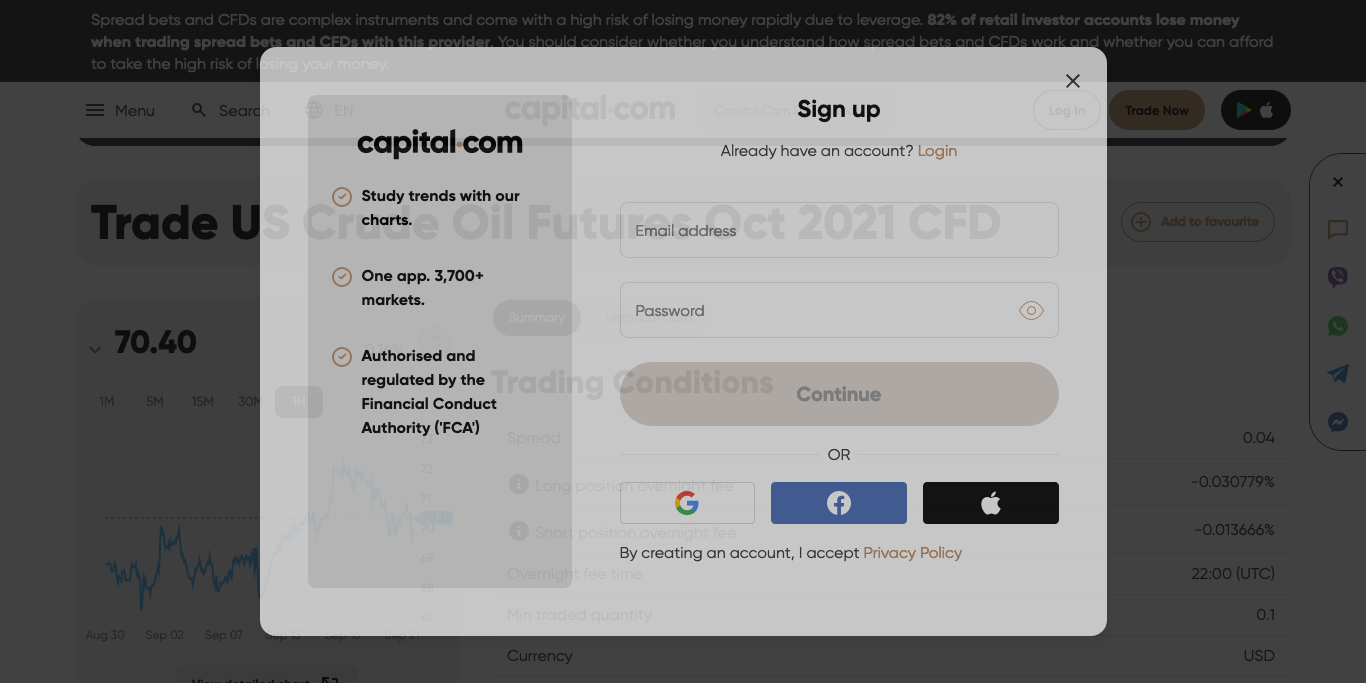 Spread bets and CFDs are complex instruments and come with a high risk of losing money rapidly due to leverage. 82% of retail investor accounts lose money
when trading spread bets and CFDs with this provider. You should consider whether you understand how spread bets and CFDs work and whether you can afford
to take the high risk of losing your money.
Menu Search EN
capital.com
Capital Com
Log In
Trade Now
Trade US Crude Oil Futures Oct 2021 CFD
Add to favourite
Sign up
Already have an account? Login
Email address
Password
Continue
OR
By creating an account, I accept Privacy Policy
capital.com
Study trends with our
charts.
One app. 3,700+
markets.
Authorised and
regulated by the
Financial Conduct
Authority ('FCA')
70.40
1M 5M 15M 30M 1H
72
71
70
69
68
67
Aug 30 Sep 02 Sep 07 Sep 13 Sep 16 Sep 21
View detailed chart
Summary
Trading Conditions
Spread 0.04
Long position overnight fee -0.030779%
Short position overnight fee -0.013666%
Overnight fee time 22:00 (UTC)
Min traded quantity 0.1
Currency USD